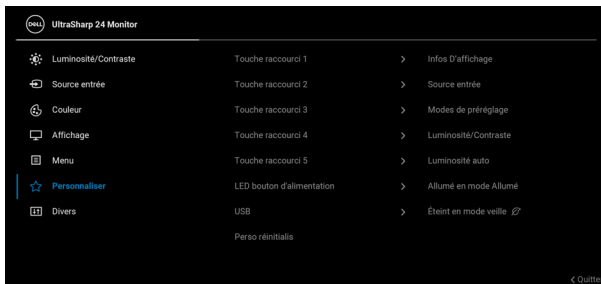 DELL UltraSharp 24 Monitor
Luminosité/Contraste Touche raccourci 1 > Infos D'affichage
Source entrée Touche raccourci 2 > Source entrée
Couleur Touche raccourci 3 > Modes de préréglage
Affichage Touche raccourci 4 > Luminosité/Contraste
Menu Touche raccourci 5 > Luminosité auto
Personnaliser LED bouton d'alimentation > Allumé en mode Allumé
Divers USB > Éteint en mode veille
Perso réinitialis
< Quitte